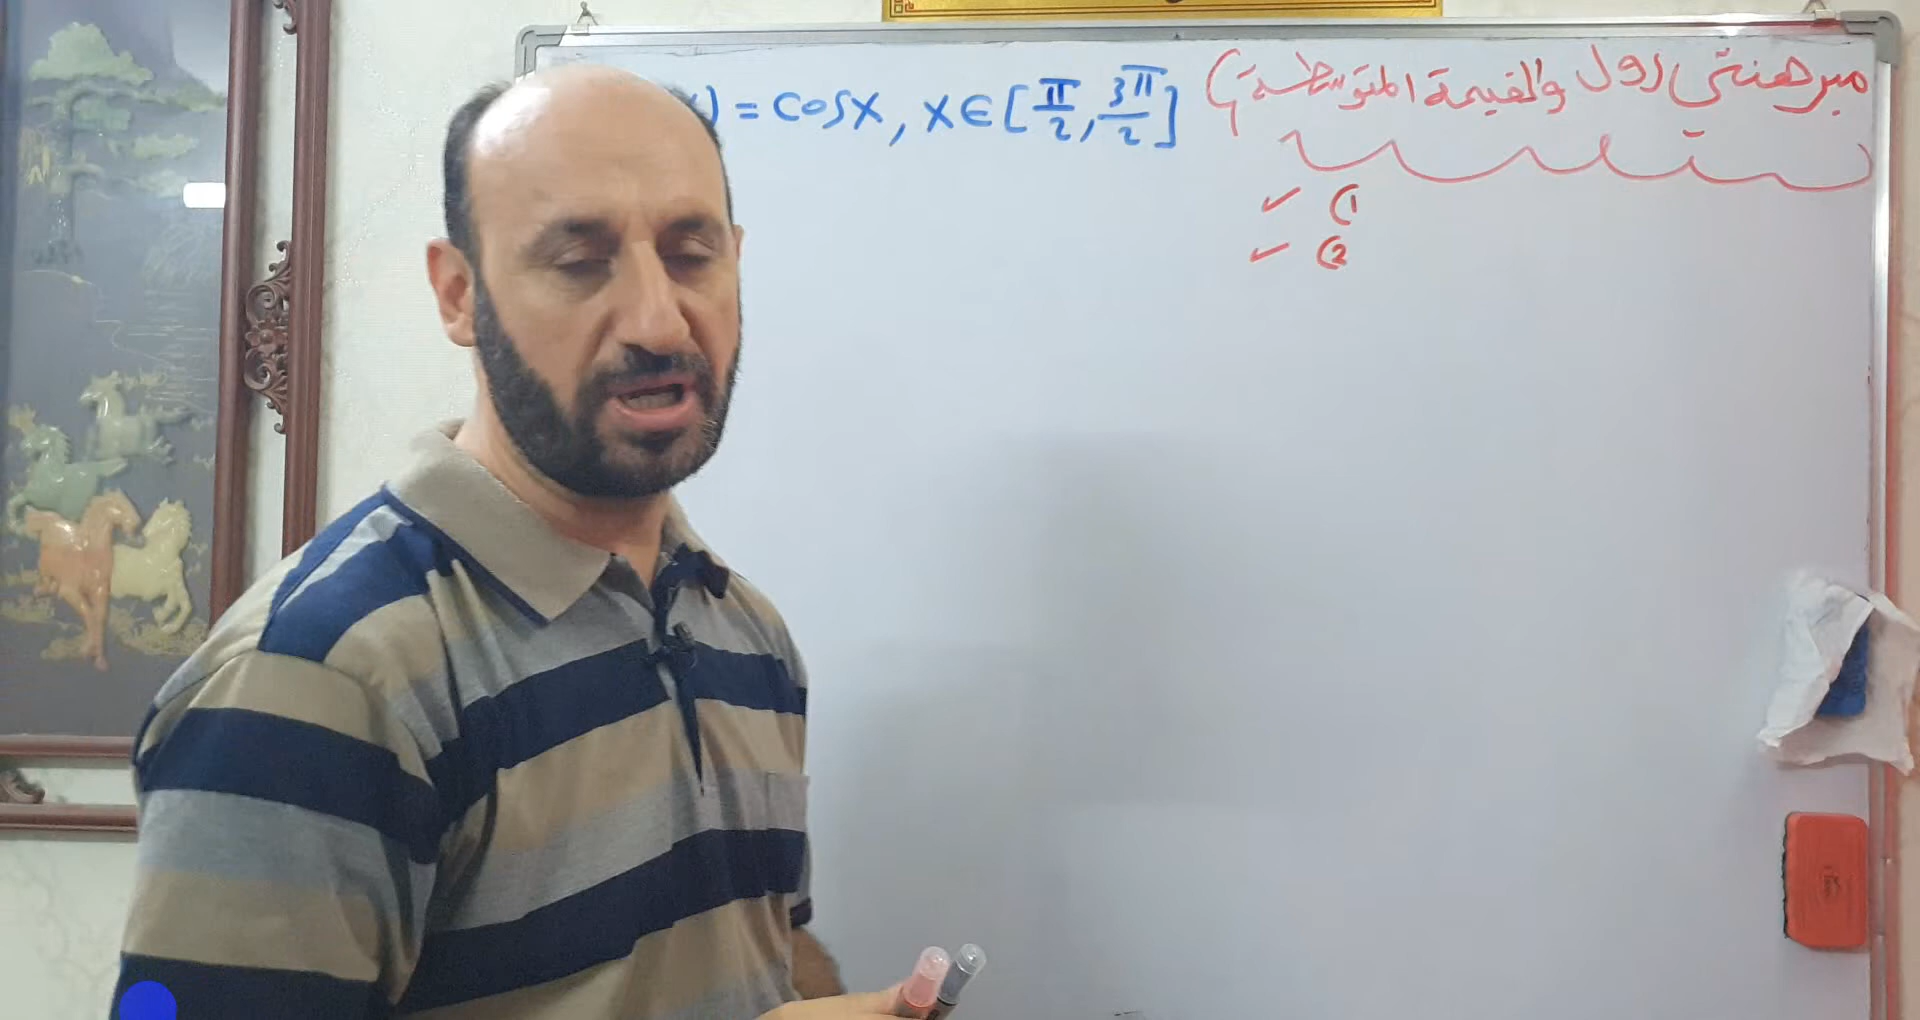 مبرهنتي رول والقيمة المتوسطة)
) = cosx , x ∈ [π/2, 3π/2]
(1 ✓
(2 ✓